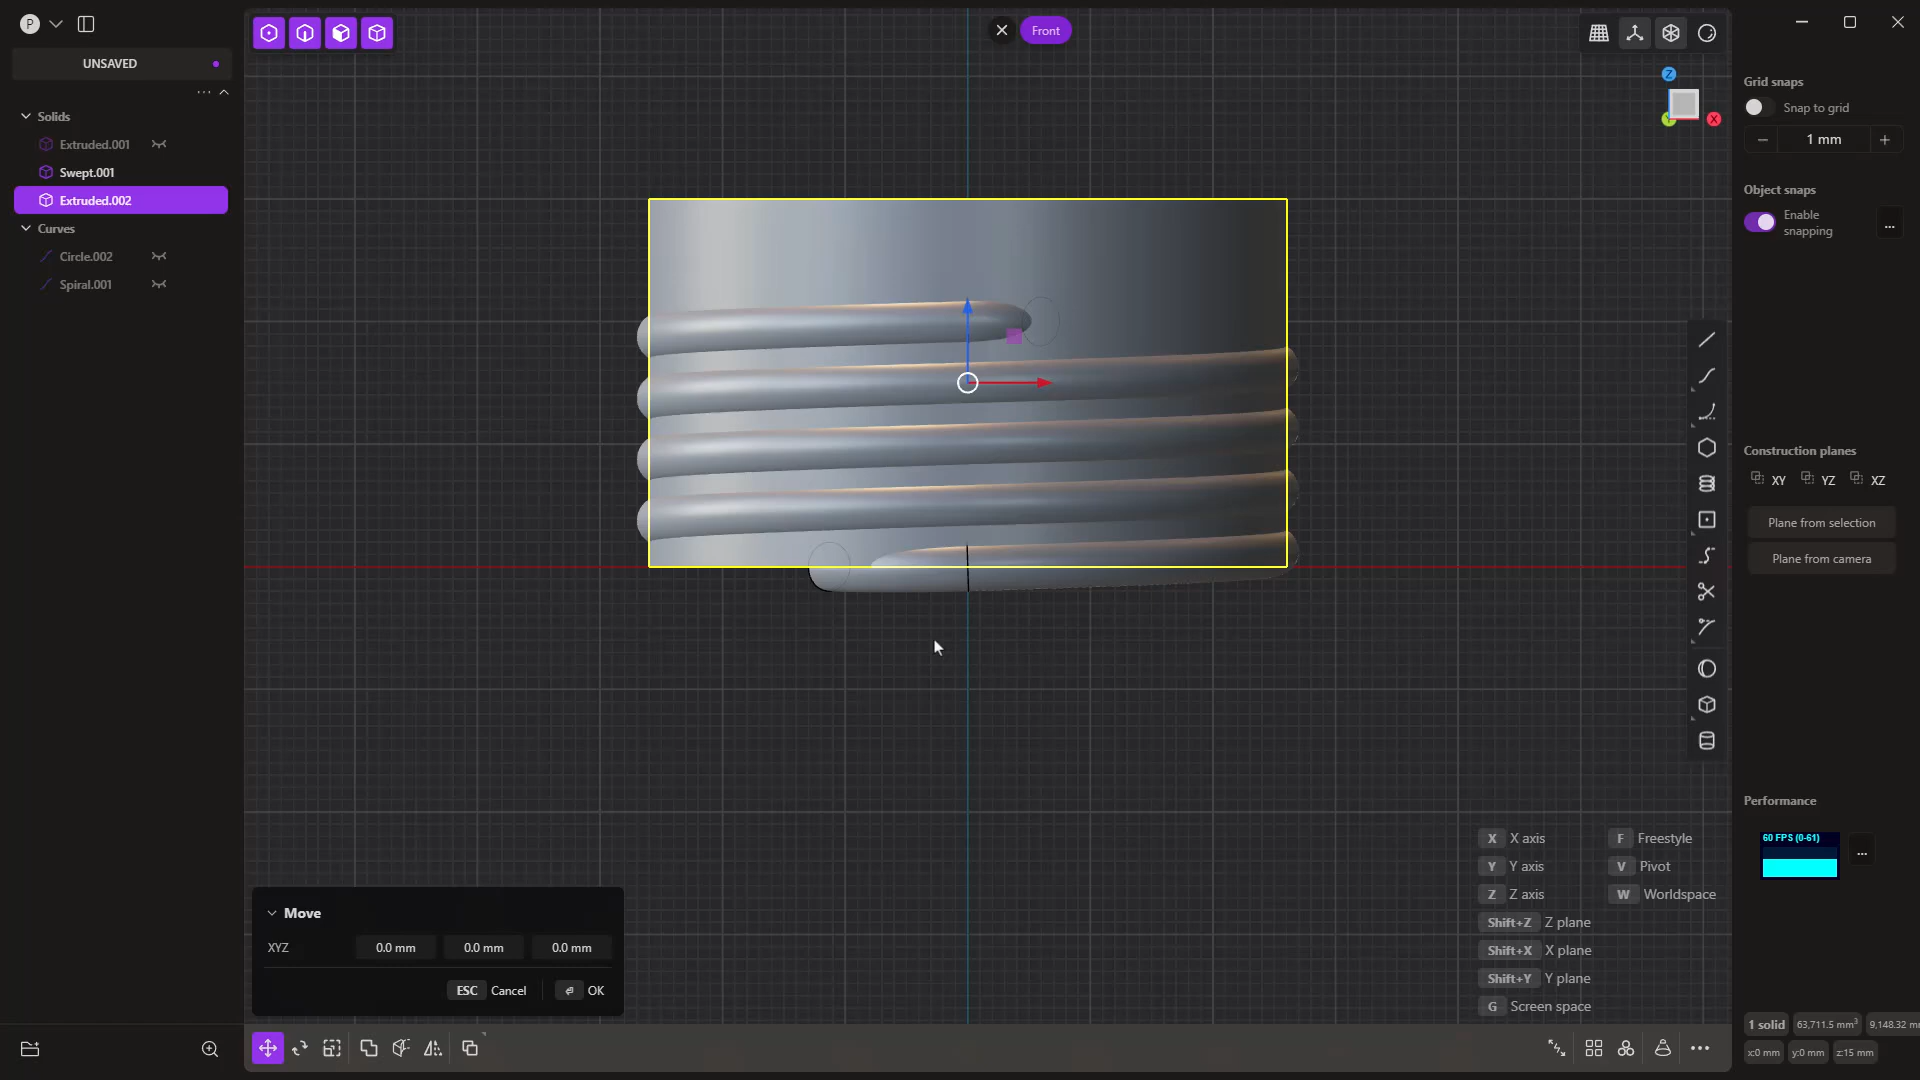 P
UNSAVED
Solids
Extruded.001
Swept.001
Extruded.002
Curves
Circle.002
Spiral.001
Front
Z
X
Grid snaps
Snap to grid
1 mm
Object snaps
Enable
snapping
...
Construction planes
XY YZ XZ
Plane from selection
Plane from camera
Performance
60 FPS (0-61)
...
X X axis F Freestyle
Y Y axis V Pivot
Z Z axis W Worldspace
Shift+Z Z plane
Shift+X X plane
Shift+Y Y plane
G Screen space
Move
XYZ 0.0 mm 0.0 mm 0.0 mm
ESC Cancel OK
1 solid 63,711.5 mm³ 9,148.32 mm
x:0 mm y:0 mm z:15 mm